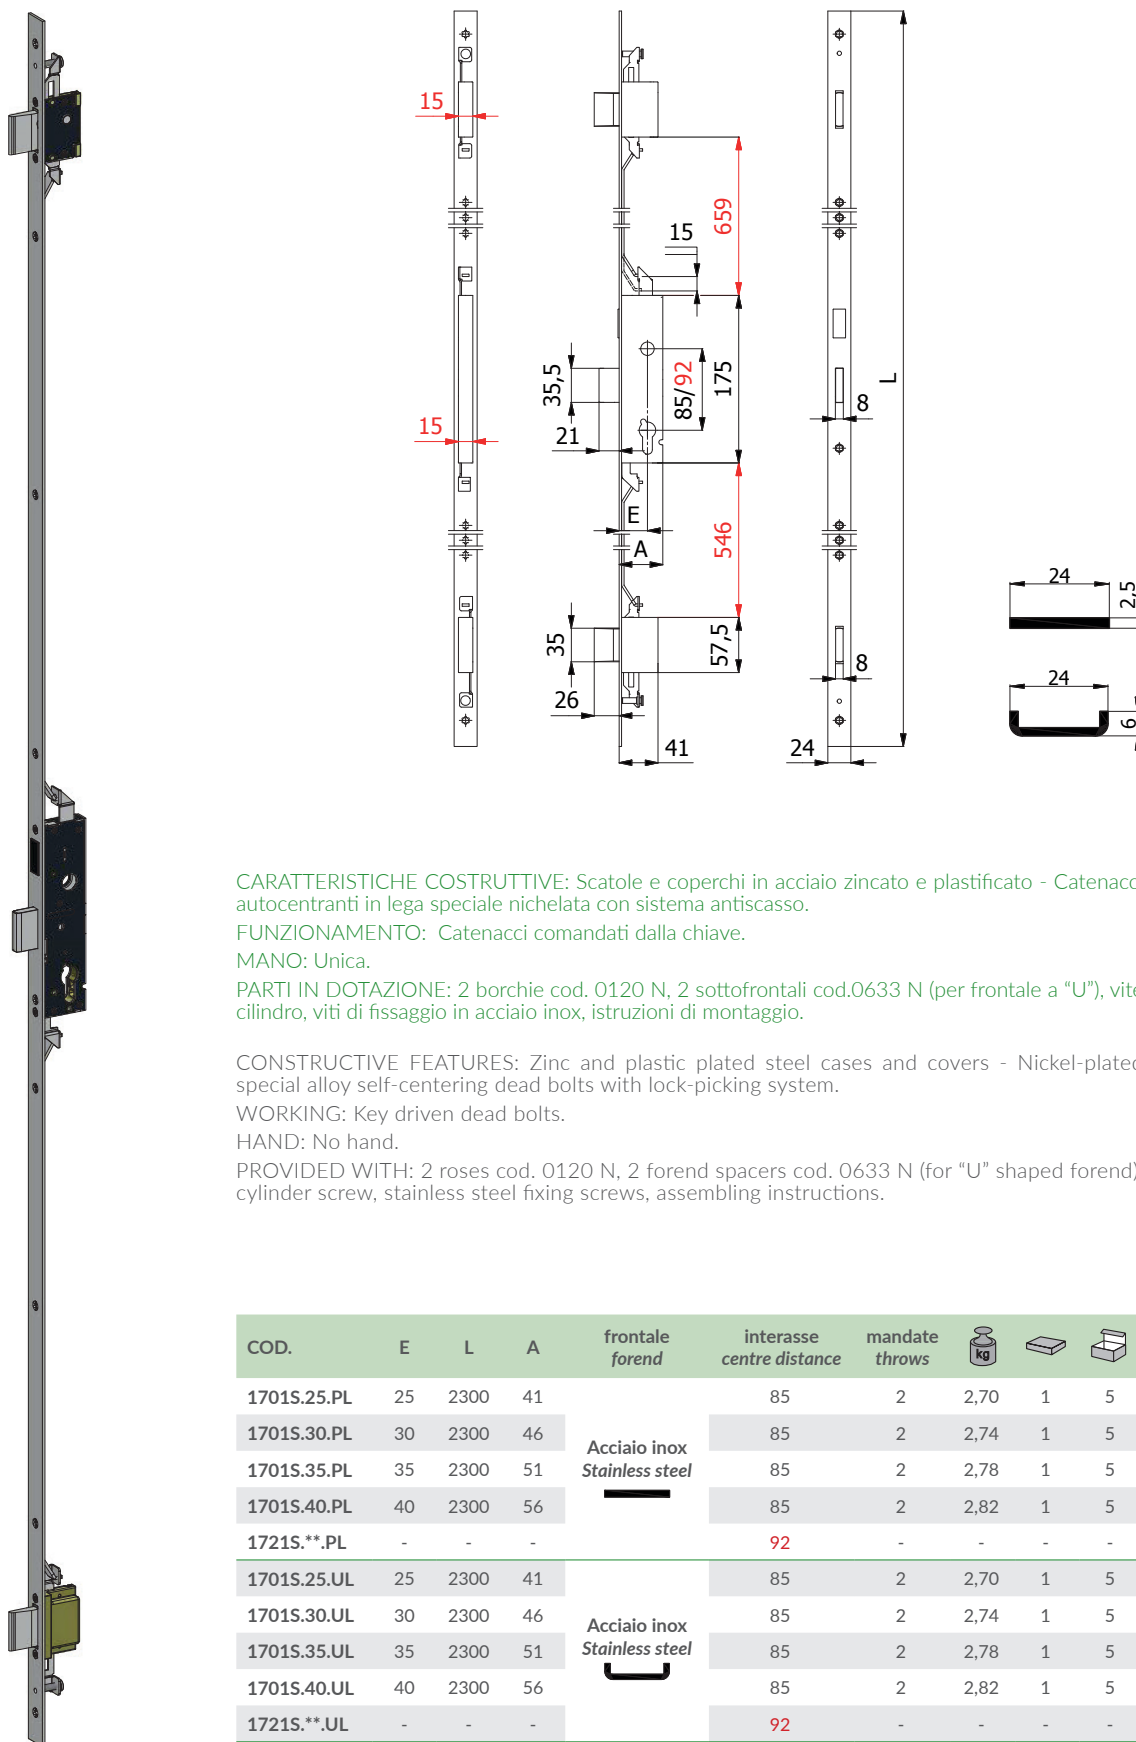 15
659
15
35,5
85/92
175
L
8
15
21
E
546
A
24
2,5
35
57,5
8
24
26
6
41
24
CARATTERISTICHE COSTRUTTIVE: Scatole e coperchi in acciaio zincato e plastificato - Catenacc
autocentranti in lega speciale nichelata con sistema antiscasso.
FUNZIONAMENTO: Catenacci comandati dalla chiave.
MANO: Unica.
PARTI IN DOTAZIONE: 2 borchie cod. 0120 N, 2 sottofrontali cod.0633 N (per frontale a “U”), vite
cilindro, viti di fissaggio in acciaio inox, istruzioni di montaggio.
CONSTRUCTIVE FEATURES: Zinc and plastic plated steel cases and covers - Nickel-plated
special alloy self-centering dead bolts with lock-picking system.
WORKING: Key driven dead bolts.
HAND: No hand.
PROVIDED WITH: 2 roses cod. 0120 N, 2 forend spacers cod. 0633 N (for “U” shaped forend)
cylinder screw, stainless steel fixing screws, assembling instructions.
COD. E L A frontale forend interasse centre distance mandate throws kg
1701S.25.PL 25 2300 41 85 2 2,70 1 5
1701S.30.PL 30 2300 46 85 2 2,74 1 5
Acciaio inox
Stainless steel
1701S.35.PL 35 2300 51 85 2 2,78 1 5
1701S.40.PL 40 2300 56 85 2 2,82 1 5
1721S.**.PL - - - 92 - - - -
1701S.25.UL 25 2300 41 85 2 2,70 1 5
1701S.30.UL 30 2300 46 85 2 2,74 1 5
Acciaio inox
Stainless steel
1701S.35.UL 35 2300 51 85 2 2,78 1 5
1701S.40.UL 40 2300 56 85 2 2,82 1 5
1721S.**.UL - - - 92 - - - -